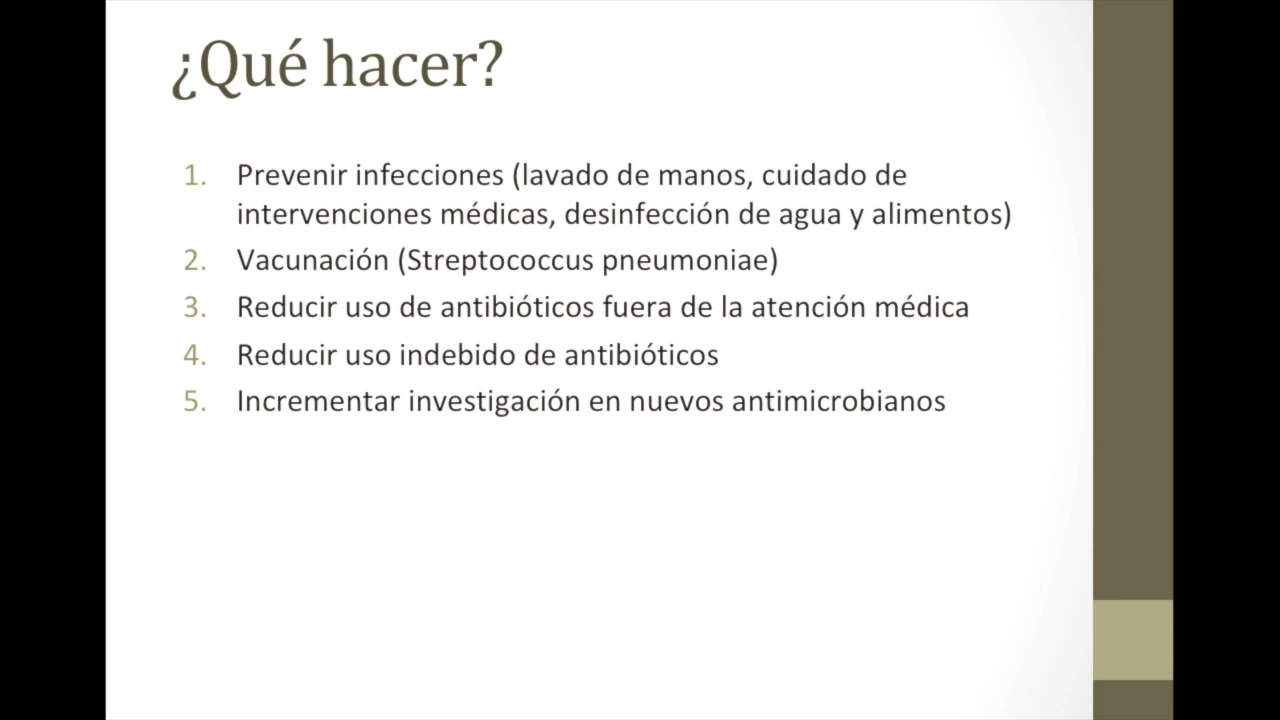 ¿Qué hacer?
1. Prevenir infecciones (lavado de manos, cuidado de
intervenciones médicas, desinfección de agua y alimentos)
2. Vacunación (Streptococcus pneumoniae)
3. Reducir uso de antibióticos fuera de la atención médica
4. Reducir uso indebido de antibióticos
5. Incrementar investigación en nuevos antimicrobianos